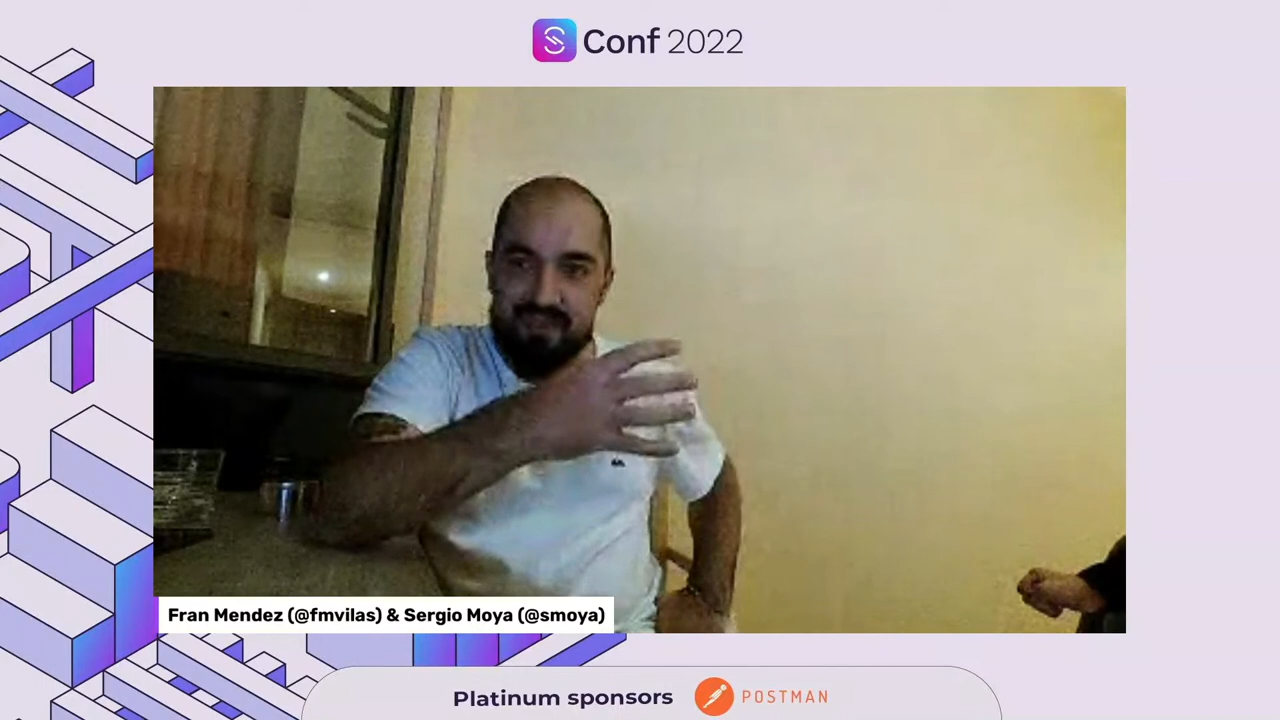 Conf 2022
Fran Mendez (@fmvilas) & Sergio Moya (@smoya)
Platinum sponsors
POSTMAN